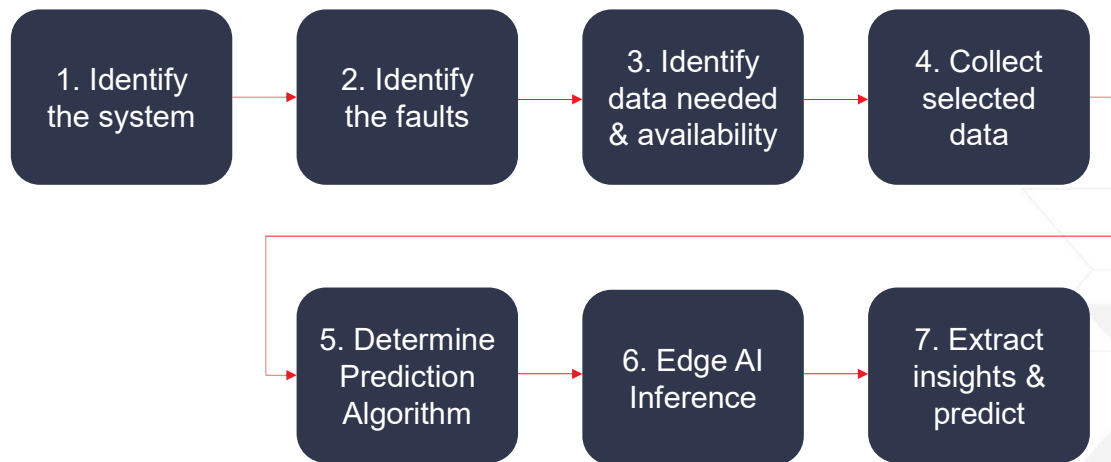 1. Identify
the system
2. Identify
the faults
3. Identify
data needed
& availability
4. Collect
selected
data
5. Determine
Prediction
Algorithm
6. Edge AI
Inference
7. Extract
insights &
predict